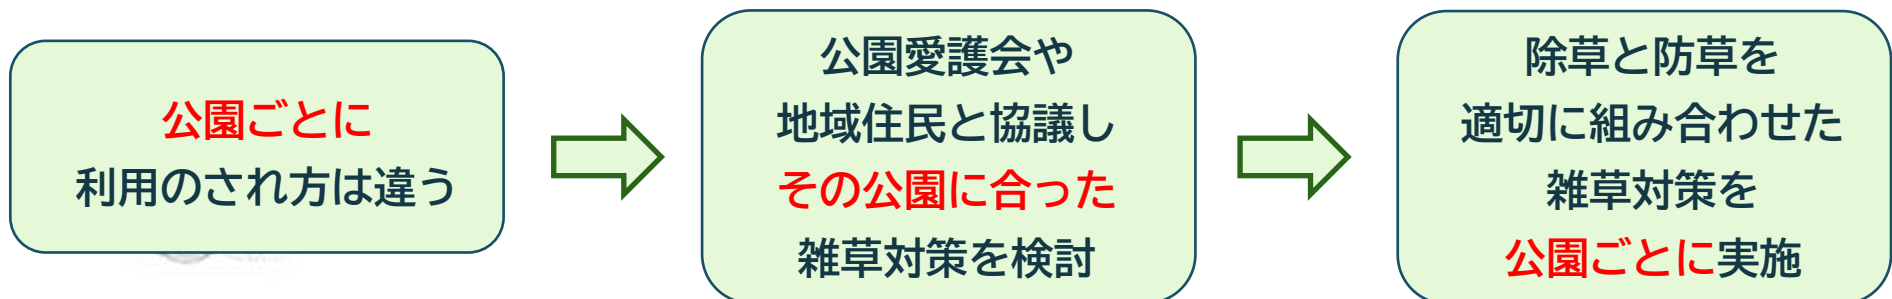 公園ごとに
利用のされ方は違う
公園愛護会や
地域住民と協議し
その公園に合った
雑草対策を検討
除草と防草を
適切に組み合わせた
雑草対策を
公園ごとに実施